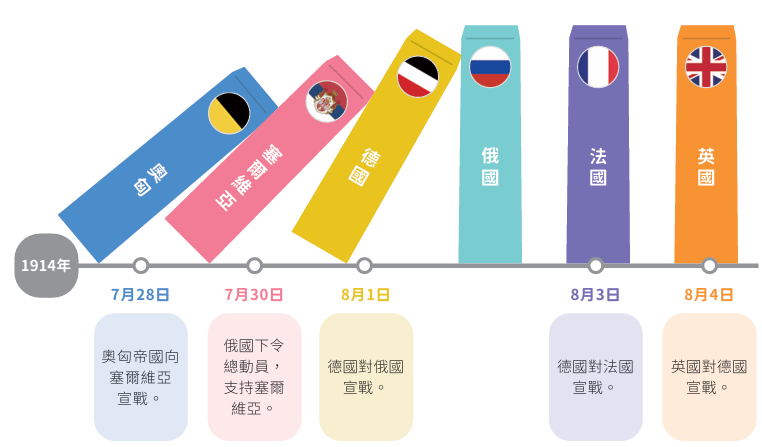 奧匈
塞爾維亞
德國
俄國
法國
英國
1914年
7月28日
7月30日
8月1日
8月3日
8月4日
奧匈帝國向
塞爾維亞
宣戰。
俄國下令
總動員，
支持塞爾
維亞。
德國對俄國
宣戰。
德國對法國
宣戰。
英國對德國
宣戰。